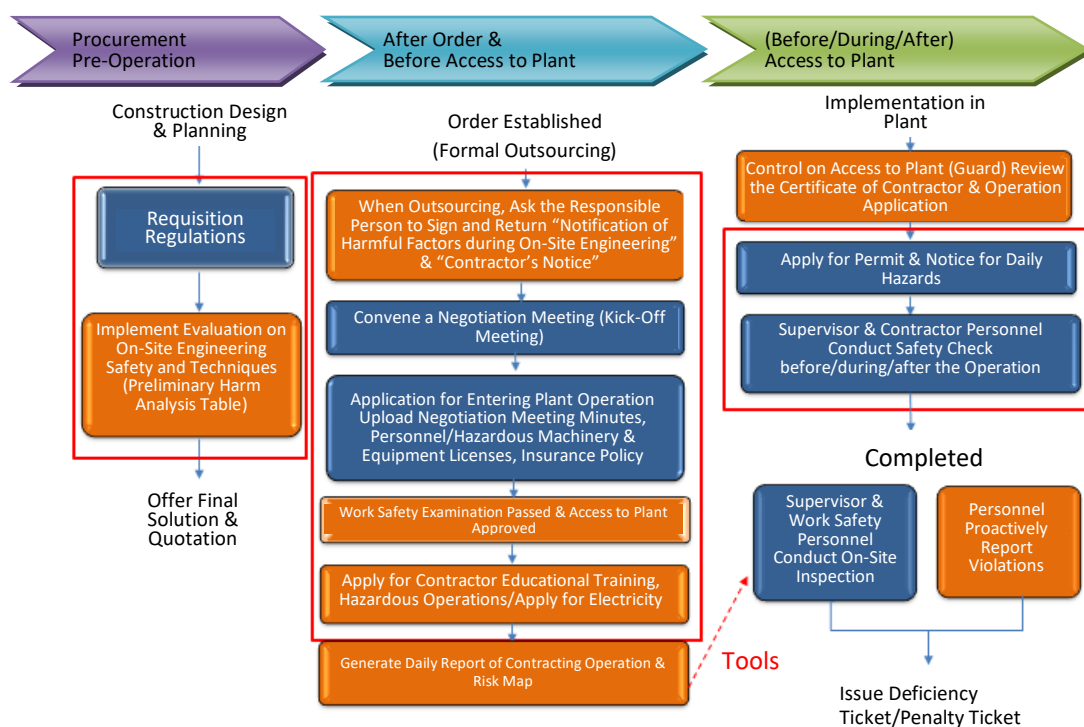 Procurement
Pre-Operation
After Order &
Before Access to Plant
(Before/During/After)
Access to Plant
Construction Design
& Planning
Requisition
Regulations
Implement Evaluation on
On-Site Engineering
Safety and Techniques
(Preliminary Harm
Analysis Table)
Offer Final
Solution &
Quotation
Order Established
(Formal Outsourcing)
When Outsourcing, Ask the Responsible
Person to Sign and Return “Notification of
Harmful Factors during On-Site Engineering”
& “Contractor’s Notice”
Convene a Negotiation Meeting (Kick-Off
Meeting)
Application for Entering Plant Operation
Upload Negotiation Meeting Minutes,
Personnel/Hazardous Machinery &
Equipment Licenses, Insurance Policy
Work Safety Examination Passed & Access to Plant
Approved
Apply for Contractor Educational Training,
Hazardous Operations/Apply for Electricity
Generate Daily Report of Contracting Operation &
Risk Map
Tools
Implementation in
Plant
Control on Access to Plant (Guard) Review
the Certificate of Contractor & Operation
Application
Apply for Permit & Notice for Daily
Hazards
Supervisor & Contractor Personnel
Conduct Safety Check
before/during/after the Operation
Completed
Supervisor &
Work Safety
Personnel
Conduct On-Site
Inspection
Personnel
Proactively
Report
Violations
Issue Deficiency
Ticket/Penalty Ticket